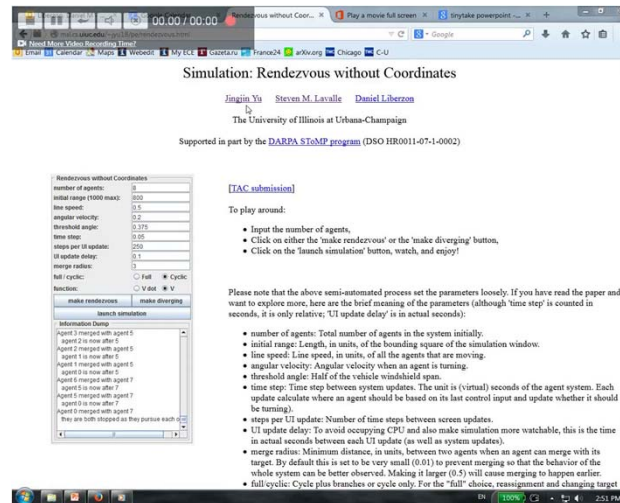 00.00 / 00:00
Rendezvous without Coor...
Play a movie full screen
tinytake powerpoint -...
Google
Need More Video Recording Time?
Email Calendar Maps Webedit My ECE Gazeta.ru France24 arXiv.org Chicago C-U
Simulation: Rendezvous without Coordinates
Jingjin Yu Steven M. Lavalle Daniel Liberzon
The University of Illinois at Urbana-Champaign
Supported in part by the DARPA SToMP program (DSO HR0011-07-1-0002)
Rendezvous without Coordinates
number of agents: 8
initial range (1000 max): 800
line speed: 0.5
angular velocity: 0.2
threshold angle: 0.375
time step: 0.05
steps per UI update: 250
UI update delay: 0.1
merge radius: 3
full / cyclic: Full Cyclic
function: V dot V
make rendezvous make diverging
launch simulation
Information Dump
Agent 3 merged with agent 5
agent 2 is now after 5
Agent 2 merged with agent 5
agent 1 is now after 5
Agent 1 merged with agent 5
agent 0 is now after 5
Agent 6 merged with agent 7
agent 5 is now after 7
Agent 5 merged with agent 7
agent 0 is now after 7
Agent 0 merged with agent 7
they are both stopped as they pursue each o
[TAC submission]
To play around:
• Input the number of agents,
• Click on either the 'make rendezvous' or the 'make diverging' button,
• Click on the 'launch simulation' button, watch, and enjoy!
Please note that the above semi-automated process set the parameters loosely. If you have read the paper and
want to explore more, here are the brief meaning of the parameters (although 'time step' is counted in
seconds, it is only relative; 'UI update delay' is in actual seconds):
• number of agents: Total number of agents in the system initially.
• initial range: Length, in units, of the bounding square of the simulation window.
• line speed: Line speed, in units, of all the agents that are moving.
• angular velocity: Angular velocity when an agent is turning.
• threshold angle: Half of the vehicle windshield span.
• time step: Time step between system updates. The unit is (virtual) seconds of the agent system. Each
update calculate where an agent should be based on its last control input and update whether it should
be turning).
• steps per UI update: Number of time steps between screen updates.
• UI update delay: To avoid occupying CPU and also make simulation more watchable, this is the time
in actual seconds between each UI update (as well as system updates).
• merge radius: Minimum distance, in units, between two agents when an agent can merge with its
target. By default this is set to be very small (0.01) to prevent merging so that the behavior of the
whole system can be better observed. Making it larger (0.5) will cause merging to happen earlier.
• full/cyclic: Cycle plus branches or cycle only. For the "full" choice, reassignment and changing target
EN 100% 2:51 PM